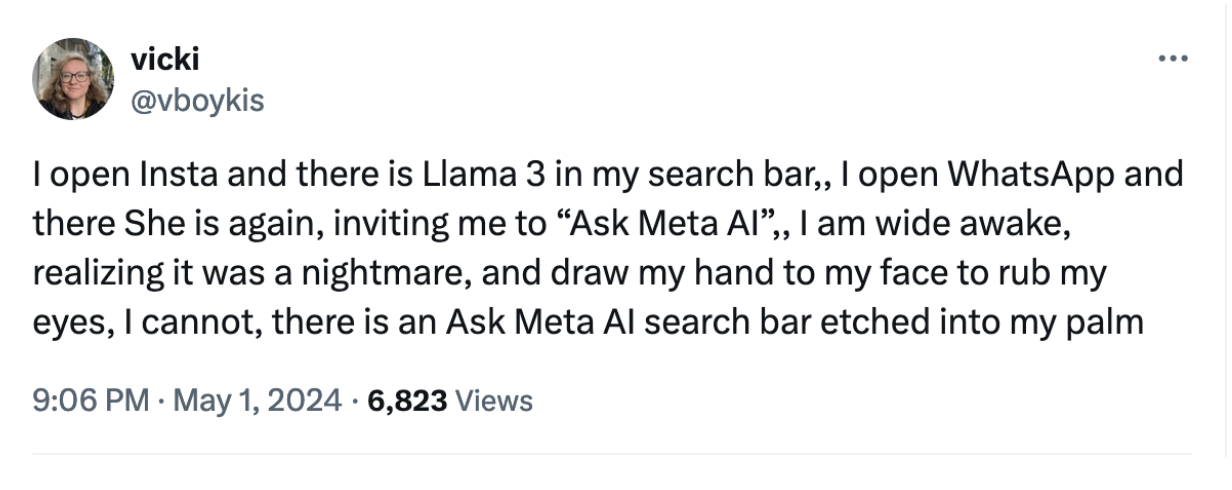 vicki
@vboykis
I open Insta and there is Llama 3 in my search bar,, I open WhatsApp and
there She is again, inviting me to “Ask Meta AI”,, I am wide awake,
realizing it was a nightmare, and draw my hand to my face to rub my
eyes, I cannot, there is an Ask Meta AI search bar etched into my palm
9:06 PM · May 1, 2024 · 6,823 Views